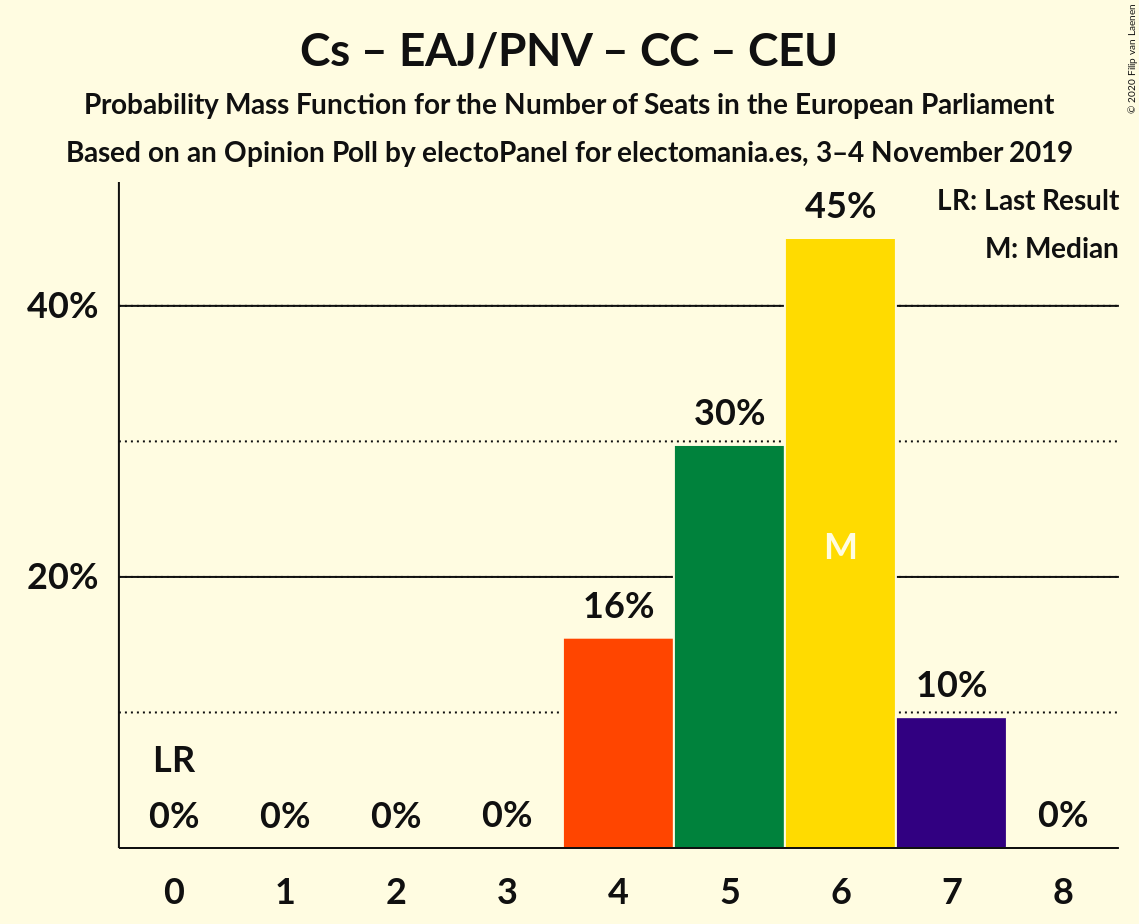 Cs – EAJ/PNV – CC – CEU
Probability Mass Function for the Number of Seats in the European Parliament
Based on an Opinion Poll by electoPanel for electomania.es, 3–4 November 2019
© 2020 Filip van Laenen
LR: Last Result
M: Median
40%
20%
LR
0%
0%
0%
0%
16%
30%
45%
M
10%
0%
0 1 2 3 4 5 6 7 8